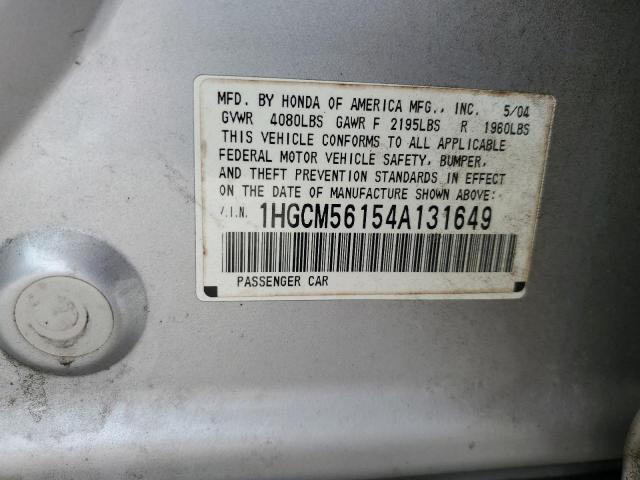 MFD. BY HONDA OF AMERICA MFG., INC. 5/04
GVWR 4080LBS GAWR F 2195LBS R 1960LBS
THIS VEHICLE CONFORMS TO ALL APPLICABLE
FEDERAL MOTOR VEHICLE SAFETY, BUMPER,
AND THEFT PREVENTION STANDARDS IN EFFECT
ON THE DATE OF MANUFACTURE SHOWN ABOVE:
V.I.N. 1HGCM56154A131649
PASSENGER CAR